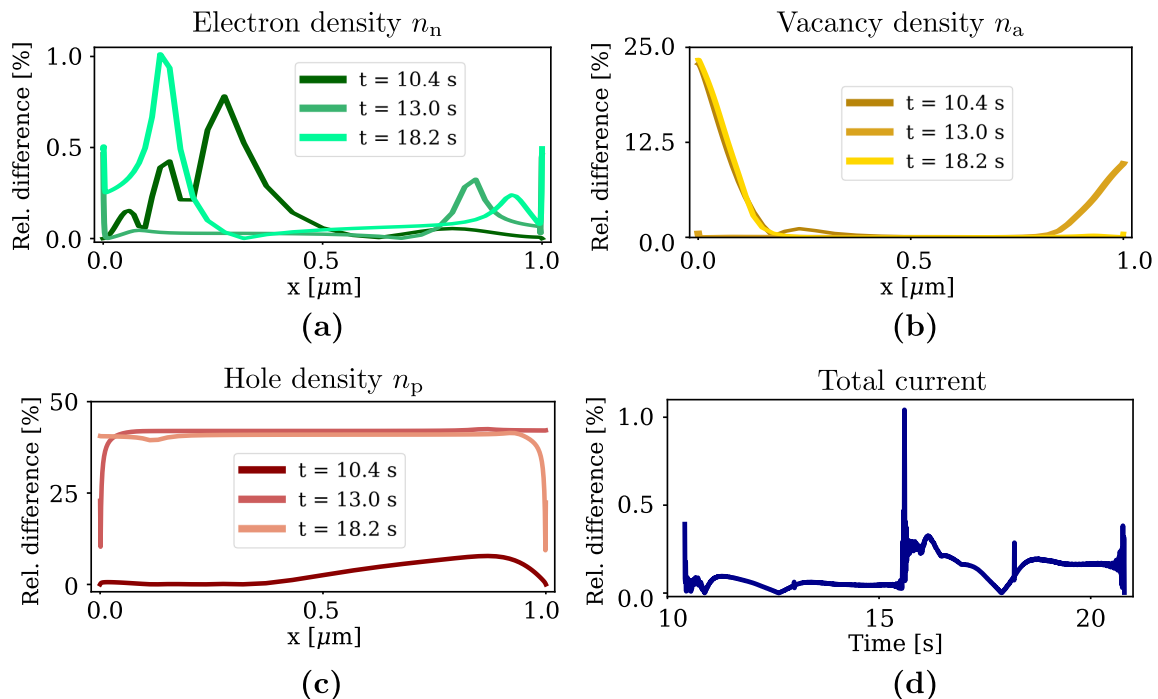 Electron density nₙ
Rel. difference [%]
1.0
0.5
0.0
t = 10.4 s
t = 13.0 s
t = 18.2 s
0.0 0.5 1.0
x [μm]
(a)
Vacancy density nₐ
Rel. difference [%]
25.0
12.5
0.0
t = 10.4 s
t = 13.0 s
t = 18.2 s
0.0 0.5 1.0
x [μm]
(b)
Hole density nₚ
Rel. difference [%]
50
25
0
t = 10.4 s
t = 13.0 s
t = 18.2 s
0.0 0.5 1.0
x [μm]
(c)
Total current
Rel. difference [%]
1.0
0.5
0.0
10 15 20
Time [s]
(d)